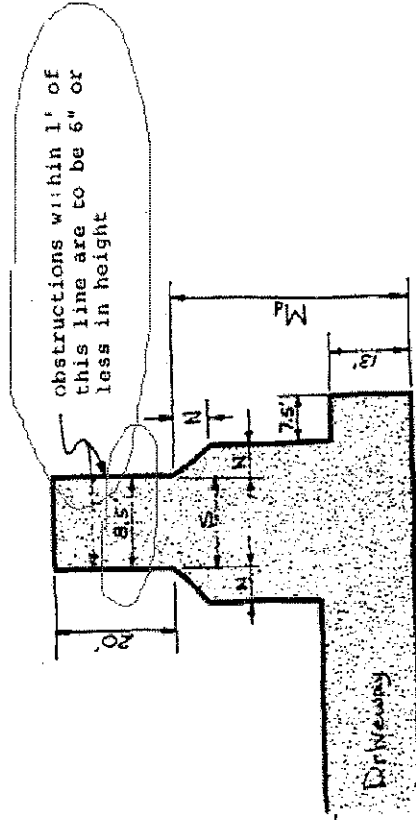 obstructions within 1' of
this line are to be 6" or
less in height
20'
8.5'
N
S
N
N
Md
7.5'
13'
Driveway